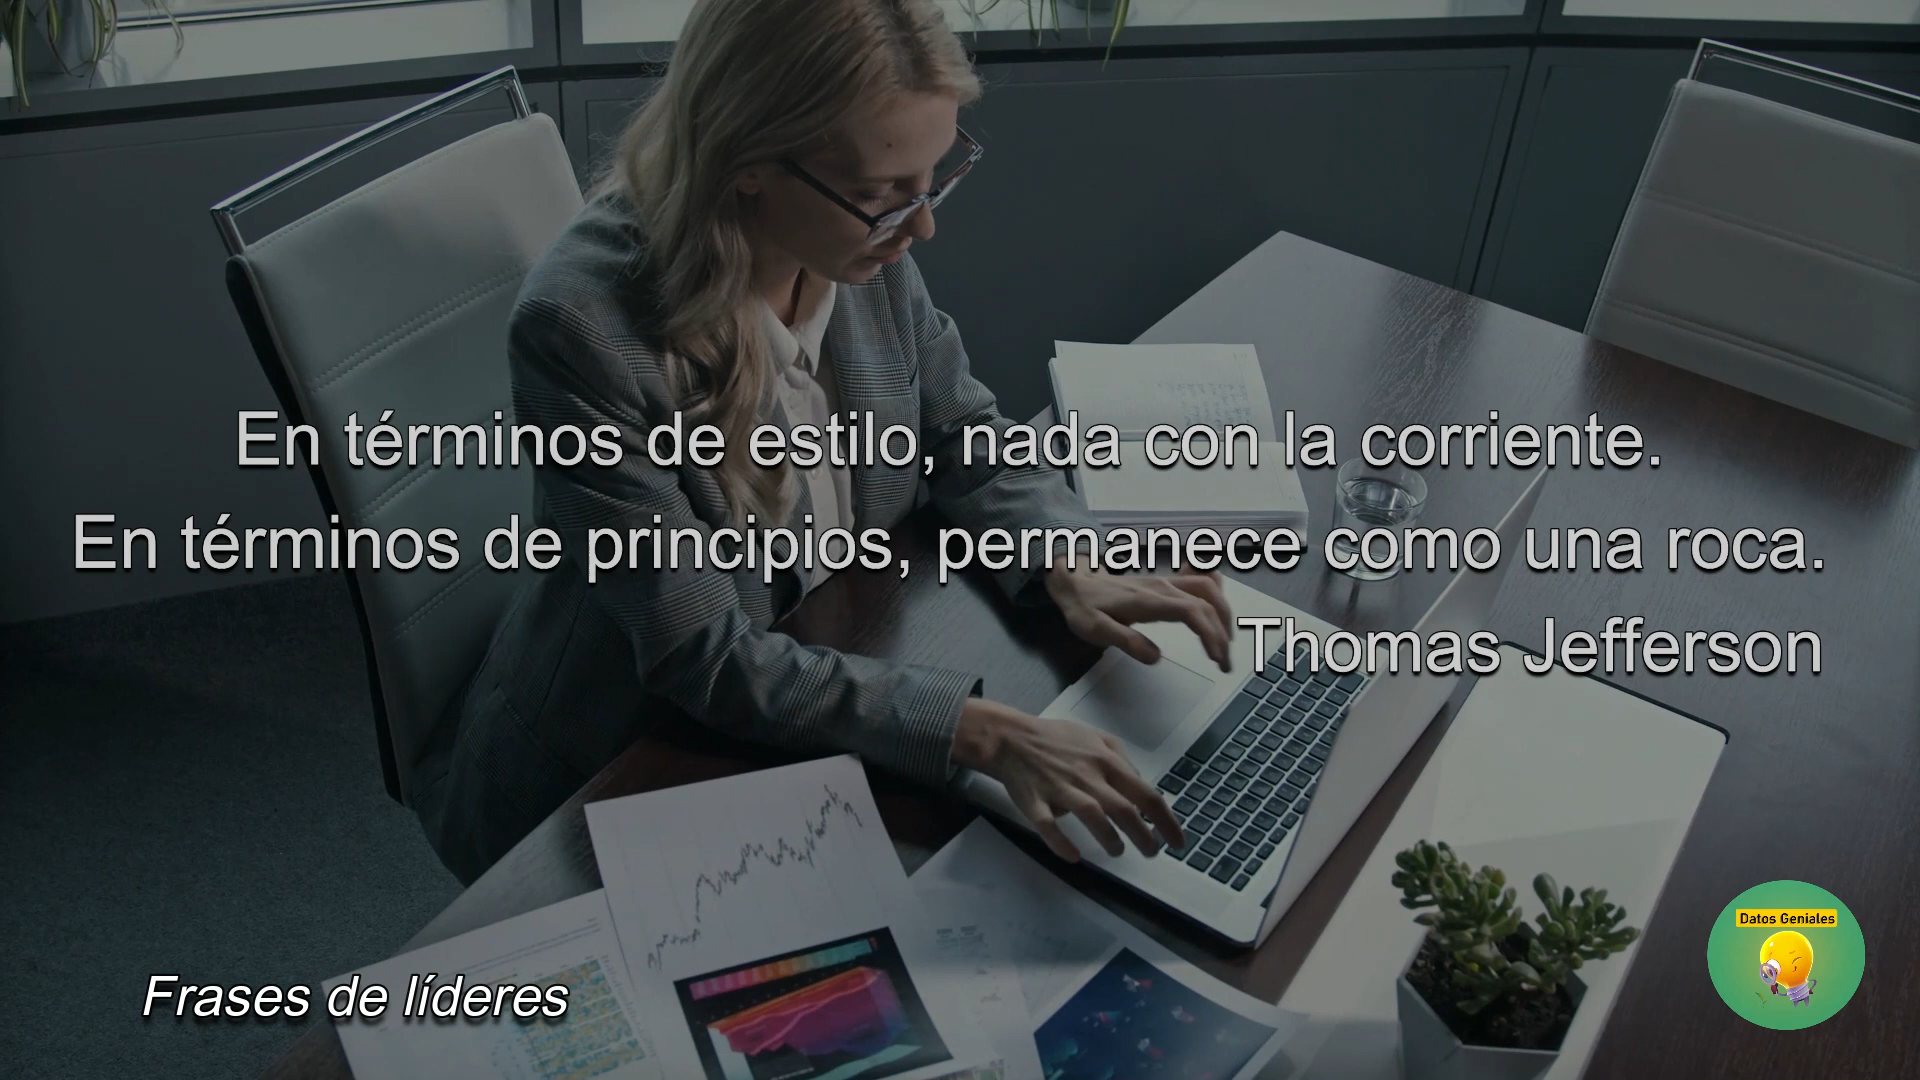 En términos de estilo, nada con la corriente.
En términos de principios, permanece como una roca.
Thomas Jefferson
Datos Geniales
Frases de líderes